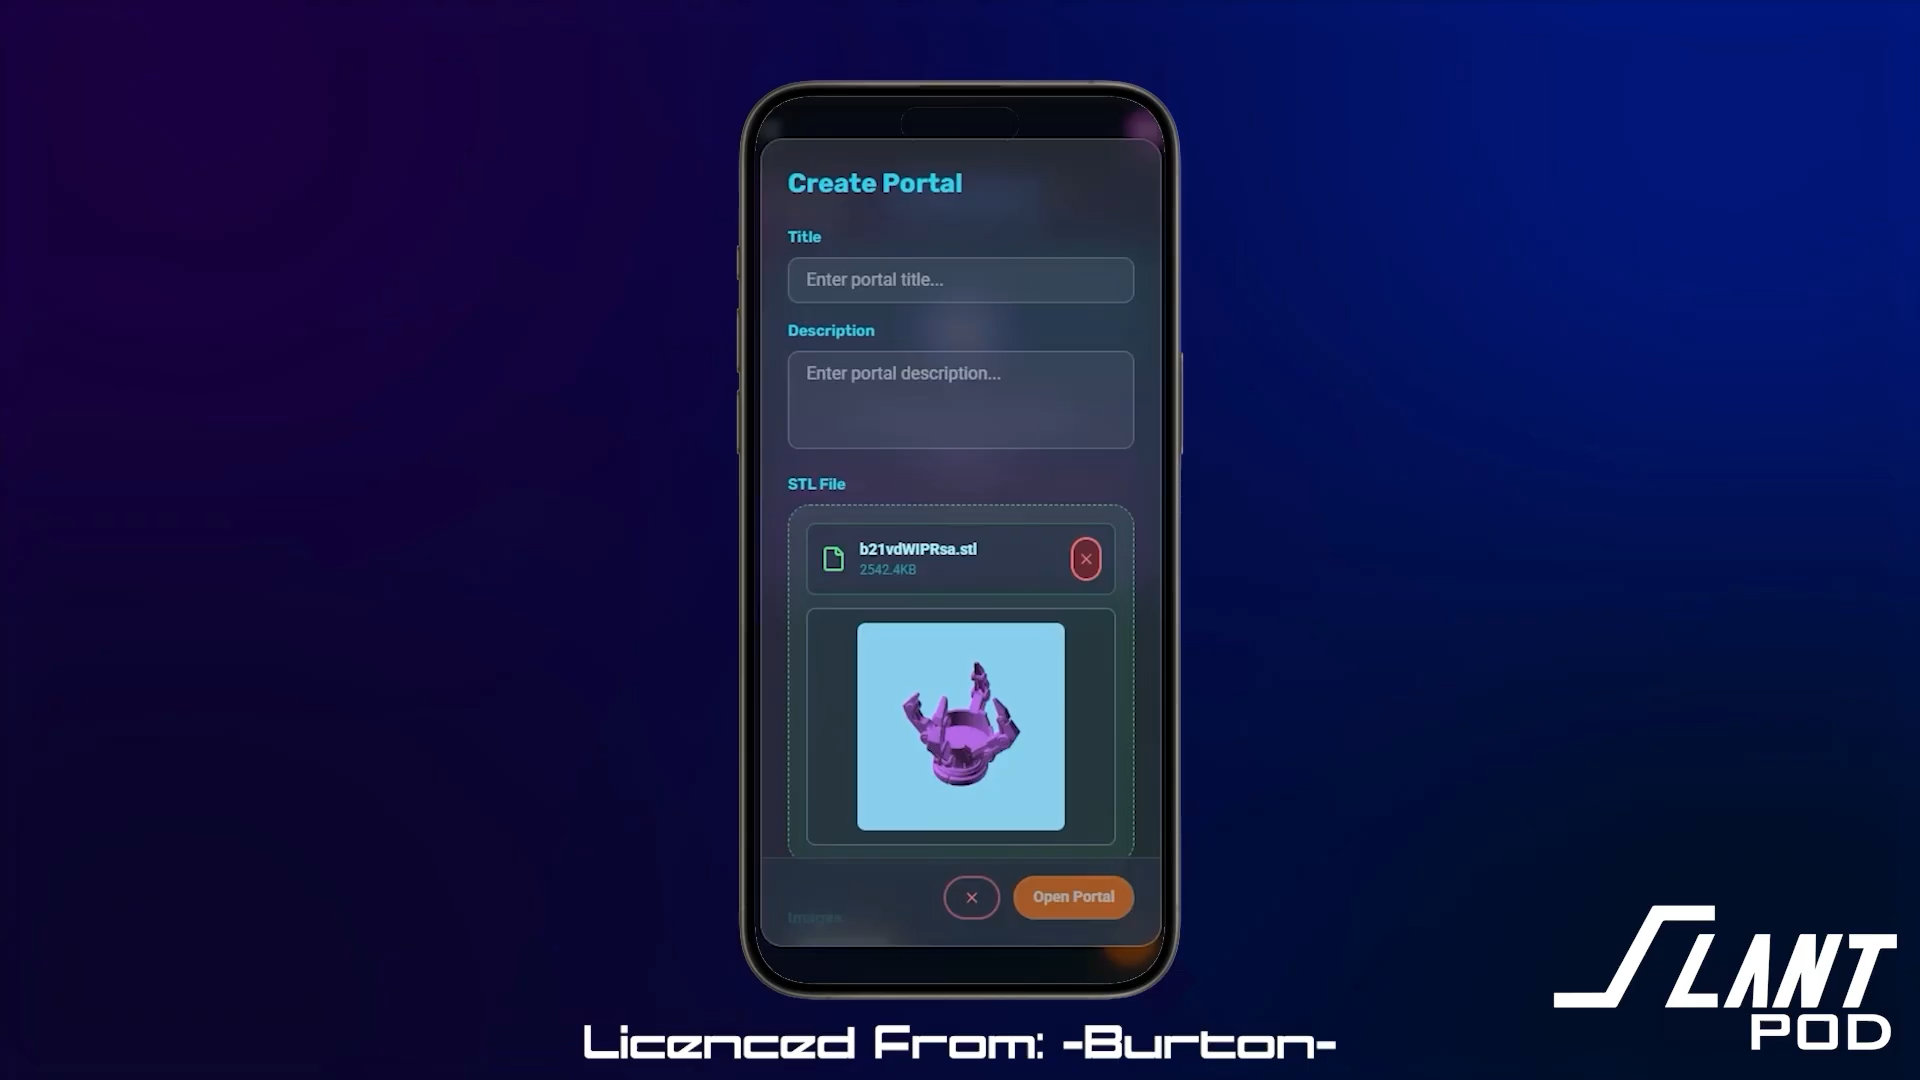 Create Portal
Title
Enter portal title...
Description
Enter portal description...
STL File
b21vdWlPRsa.stl
2542.4KB
Open Portal
Images
SLANT
POD
Licenced From: -Burton-